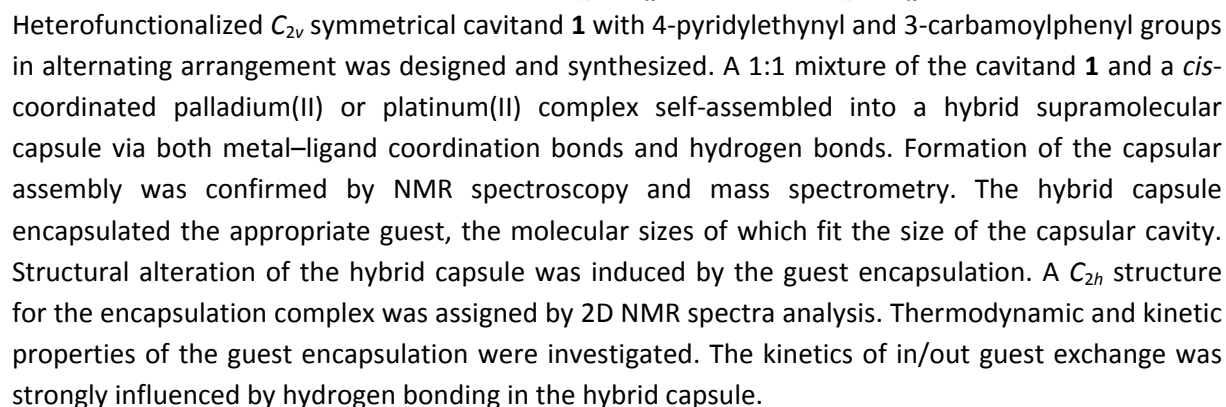 Heterofunctionalized C2v symmetrical cavitand 1 with 4-pyridylethynyl and 3-carbamoylphenyl groups
in alternating arrangement was designed and synthesized. A 1:1 mixture of the cavitand 1 and a cis-
coordinated palladium(II) or platinum(II) complex self-assembled into a hybrid supramolecular
capsule via both metal–ligand coordination bonds and hydrogen bonds. Formation of the capsular
assembly was confirmed by NMR spectroscopy and mass spectrometry. The hybrid capsule
encapsulated the appropriate guest, the molecular sizes of which fit the size of the capsular cavity.
Structural alteration of the hybrid capsule was induced by the guest encapsulation. A C2h structure
for the encapsulation complex was assigned by 2D NMR spectra analysis. Thermodynamic and kinetic
properties of the guest encapsulation were investigated. The kinetics of in/out guest exchange was
strongly influenced by hydrogen bonding in the hybrid capsule.